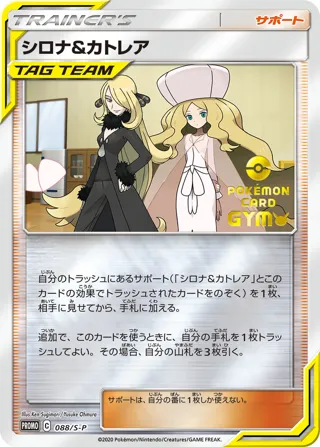 TRAINER'S
サポート
シロナ&カトレア
TAG TEAM
POKÉMON
CARD
GYM
自分のトラッシュにあるサポート(「シロナ&カトレア」とこの
カードの効果でトラッシュされたカードをのぞく)を1枚、
相手に見せてから、手札に加える。
追加で、このカードを使うときに、自分の手札を1枚トラ
ッシュしてよい。その場合、自分の山札を3枚引く。
Illus.Ken Sugimori/Yusuke Ohmura
サポートは、自分の番に1枚しか使えない。
PROMO C 088/S-P
©2020 Pokémon/Nintendo/Creatures/GAME FREAK.